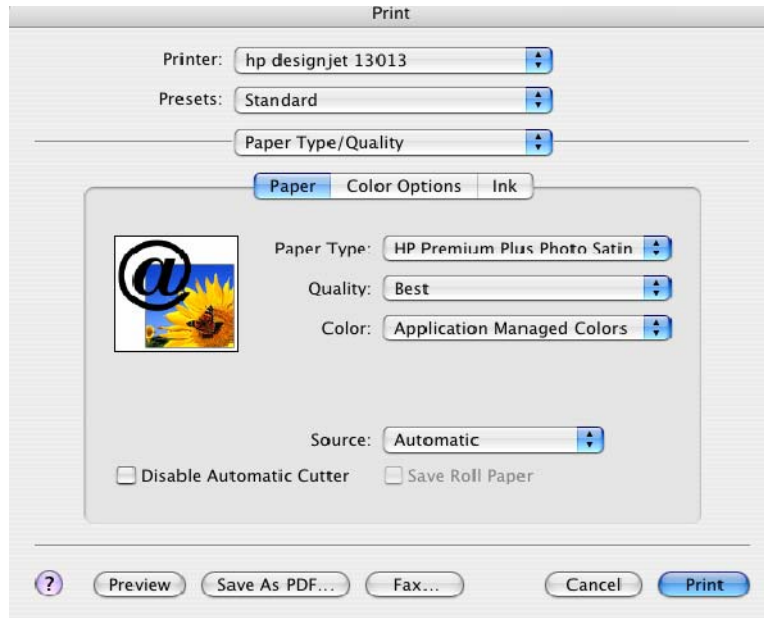 Print
Printer: hp designjet 13013
Presets: Standard
Paper Type/Quality
Paper Color Options Ink
Paper Type: HP Premium Plus Photo Satin
Quality: Best
Color: Application Managed Colors
Source: Automatic
Disable Automatic Cutter Save Roll Paper
? Preview Save As PDF... Fax... Cancel Print